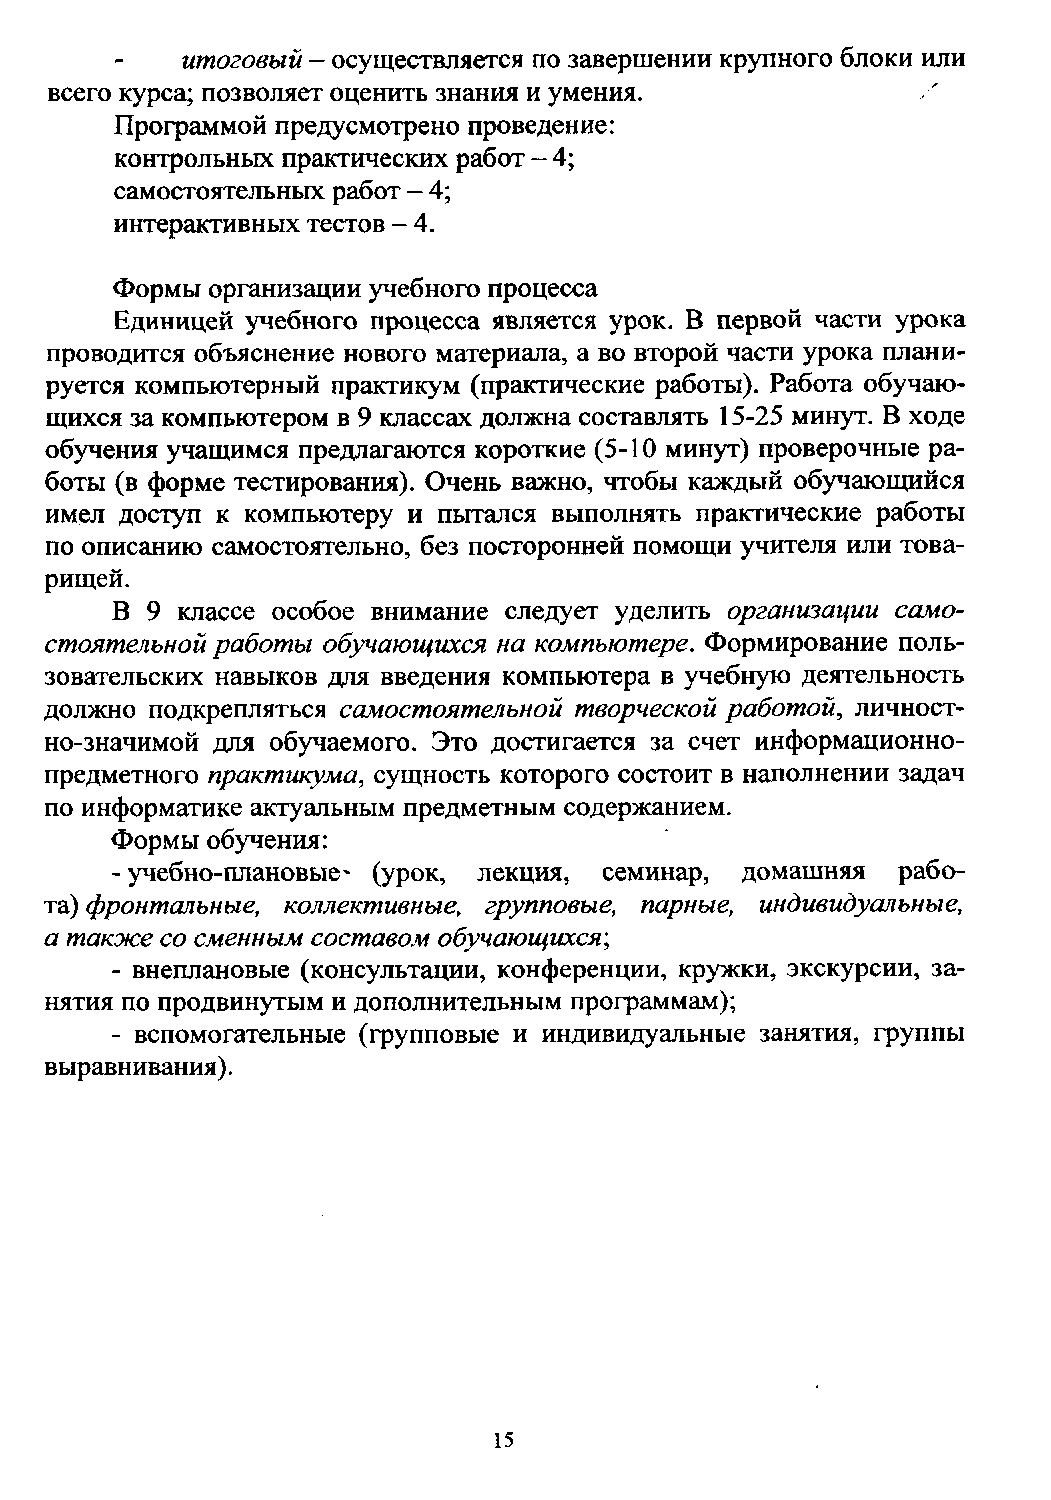 - итоговый – осуществляется по завершении крупного блоки или
всего курса; позволяет оценить знания и умения.
Программой предусмотрено проведение:
контрольных практических работ – 4;
самостоятельных работ – 4;
интерактивных тестов – 4.
Формы организации учебного процесса
Единицей учебного процесса является урок. В первой части урока
проводится объяснение нового материала, а во второй части урока плани-
руется компьютерный практикум (практические работы). Работа обучаю-
щихся за компьютером в 9 классах должна составлять 15-25 минут. В ходе
обучения учащимся предлагаются короткие (5-10 минут) проверочные ра-
боты (в форме тестирования). Очень важно, чтобы каждый обучающийся
имел доступ к компьютеру и пытался выполнять практические работы
по описанию самостоятельно, без посторонней помощи учителя или това-
рищей.
В 9 классе особое внимание следует уделить организации само-
стоятельной работы обучающихся на компьютере. Формирование поль-
зовательских навыков для введения компьютера в учебную деятельность
должно подкрепляться самостоятельной творческой работой, личност-
но-значимой для обучаемого. Это достигается за счет информационно-
предметного практикума, сущность которого состоит в наполнении задач
по информатике актуальным предметным содержанием.
Формы обучения:
- учебно-плановые- (урок, лекция, семинар, домашняя рабо-
та) фронтальные, коллективные, групповые, парные, индивидуальные,
а также со сменным составом обучающихся;
- внеплановые (консультации, конференции, кружки, экскурсии, за-
нятия по продвинутым и дополнительным программам);
- вспомогательные (групповые и индивидуальные занятия, группы
выравнивания).
15